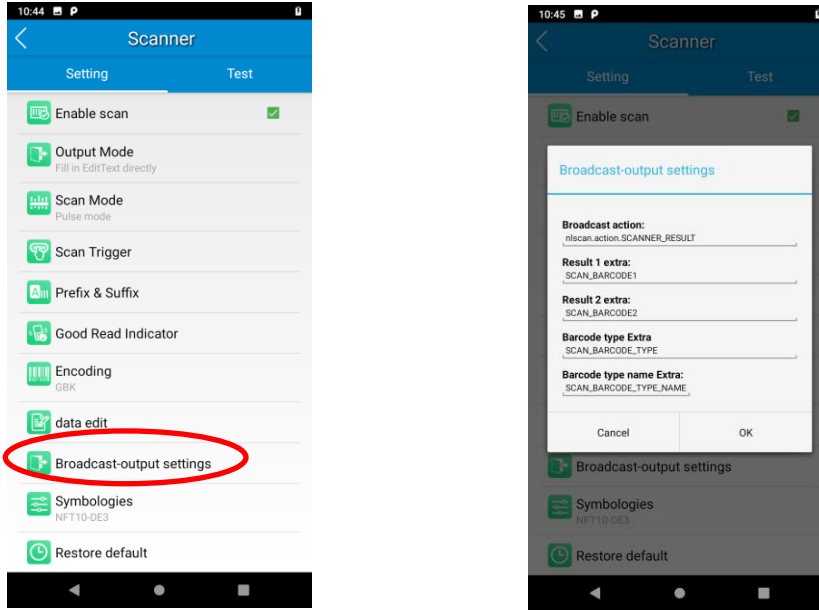 10:44
Scanner
Setting Test
Enable scan
Output Mode
Fill in EditText directly
Scan Mode
Pulse mode
Scan Trigger
Prefix & Suffix
Good Read Indicator
Encoding
GBK
data edit
Broadcast-output settings
Symbologies
NFT10-DE3
Restore default
10:45
Scanner
Setting Test
Enable scan
Broadcast-output settings
Broadcast action:
nlscan.action.SCANNER_RESULT
Result 1 extra:
SCAN_BARCODE1
Result 2 extra:
SCAN_BARCODE2
Barcode type Extra
SCAN_BARCODE_TYPE
Barcode type name Extra:
SCAN_BARCODE_TYPE_NAME
Cancel OK
Broadcast-output settings
Symbologies
NFT10-DE3
Restore default